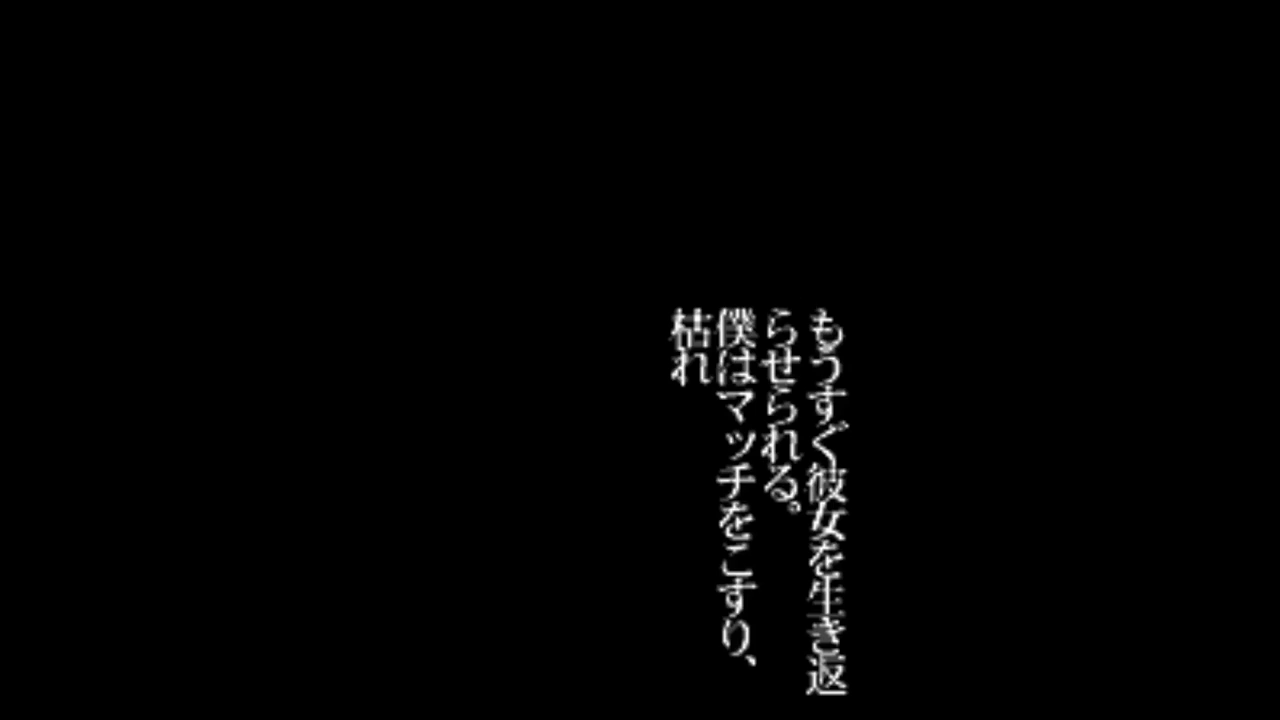 もうすぐ彼女を生き返
らせられる。
僕はマッチをこすり、
枯れ